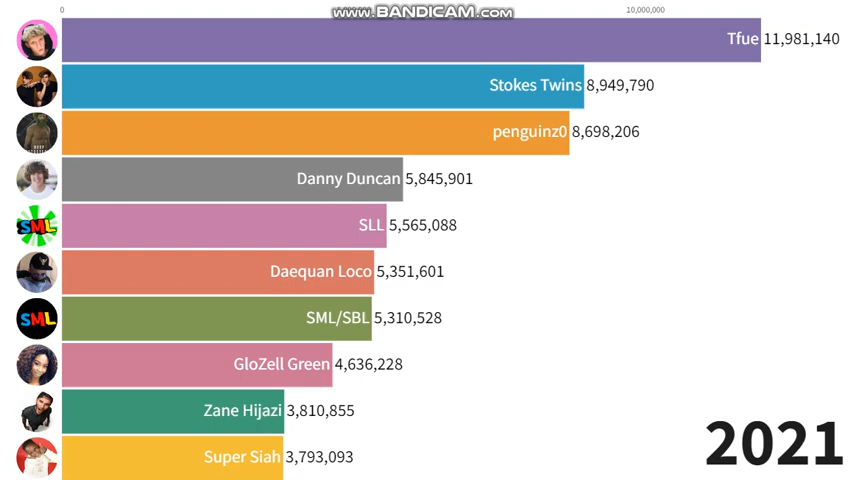 www.BANDICAM.com
0
10,000,000
Tfue 11,981,140
Stokes Twins 8,949,790
penguinz0 8,698,206
Danny Duncan 5,845,901
SML
SLL 5,565,088
Daequan Loco 5,351,601
SML
SML/SBL 5,310,528
GloZell Green 4,636,228
Zane Hijazi 3,810,855
Super Siah 3,793,093
2021